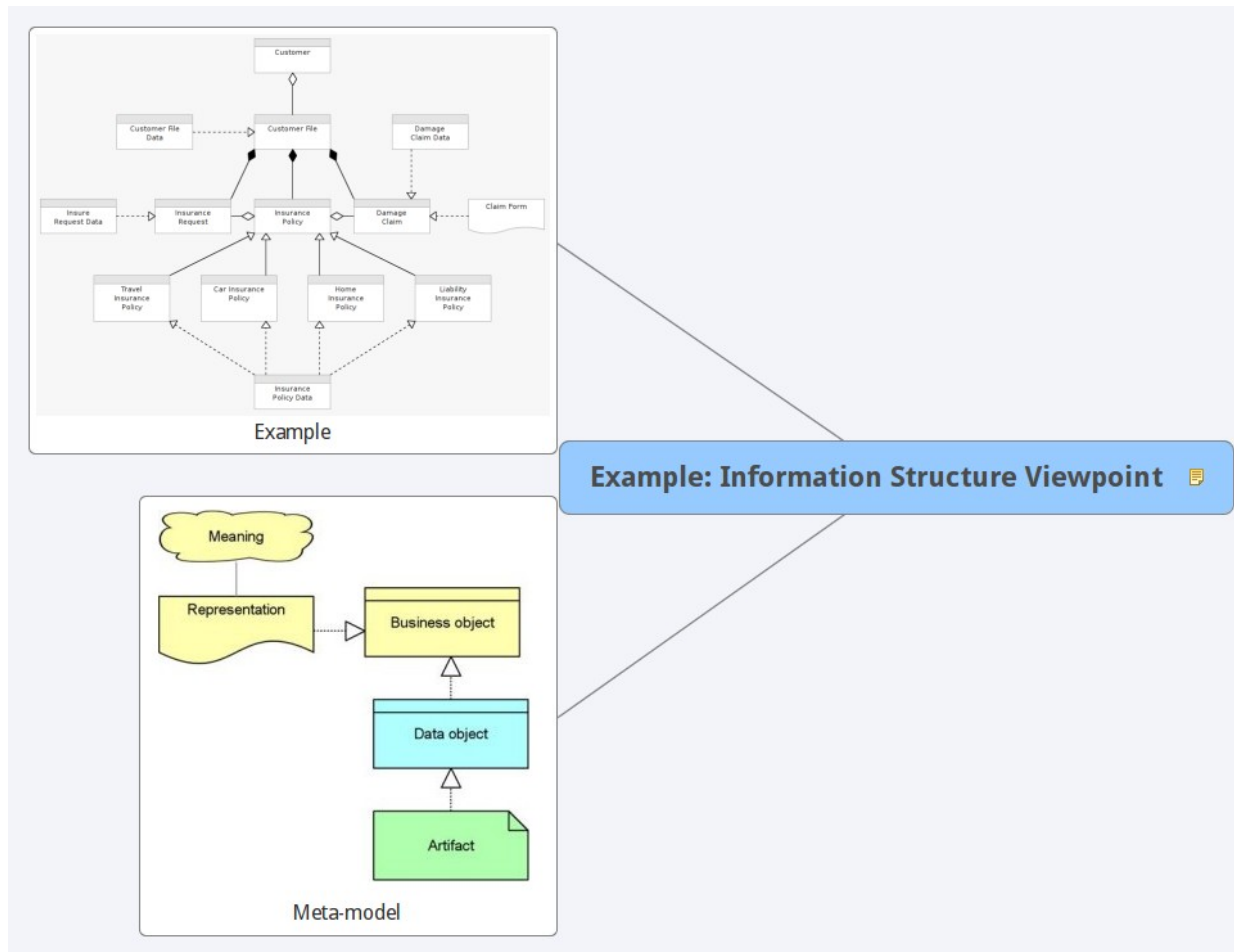 Customer
Customer File
Data
Customer File
Damage
Claim Data
Insure
Request Data
Insurance
Request
Insurance
Policy
Damage
Claim
Claim Form
Travel
Insurance
Policy
Car Insurance
Policy
Home
Insurance
Policy
Liability
Insurance
Policy
Insurance
Policy Data
Example
Example: Information Structure Viewpoint
Meaning
Representation
Business object
Data object
Artifact
Meta-model